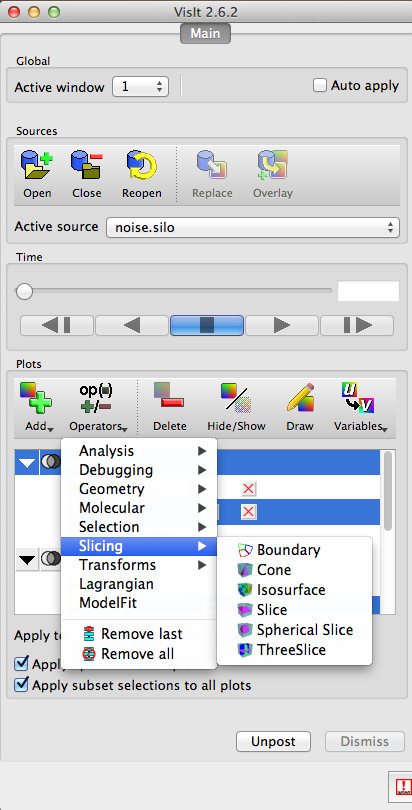 VisIt 2.6.2
Main
Global
Active window 1 Auto apply
Sources
Open Close Reopen Replace Overlay
Active source noise.silo
Time
Plots
op(·)
+/−
U V
Add Operators Delete Hide/Show Draw Variables
Analysis
Debugging
Geometry
Molecular
Selection
Slicing
Transforms
Lagrangian
ModelFit
Remove last
Remove all
Boundary
Cone
Isosurface
Slice
Spherical Slice
ThreeSlice
Apply to
Apply
Apply subset selections to all plots
Unpost Dismiss